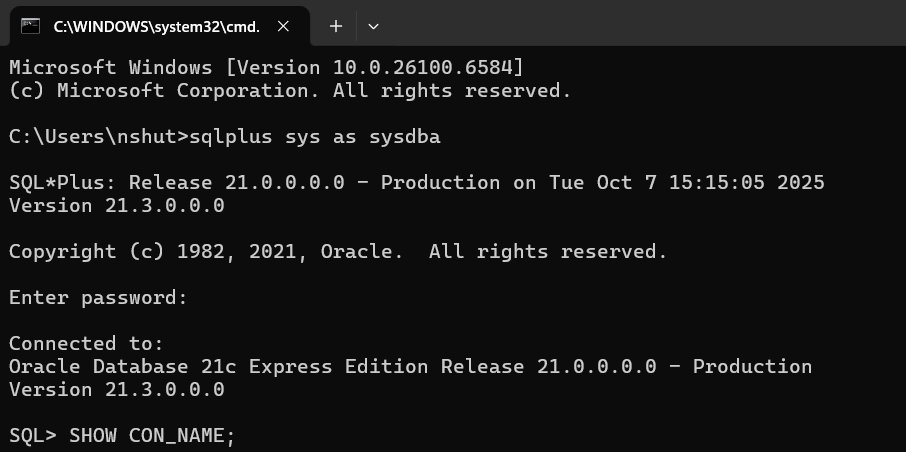 C:\WINDOWS\system32\cmd.
Microsoft Windows [Version 10.0.26100.6584]
(c) Microsoft Corporation. All rights reserved.
C:\Users\nshut>sqlplus sys as sysdba
SQL*Plus: Release 21.0.0.0.0 - Production on Tue Oct 7 15:15:05 2025
Version 21.3.0.0.0
Copyright (c) 1982, 2021, Oracle.  All rights reserved.
Enter password:
Connected to:
Oracle Database 21c Express Edition Release 21.0.0.0.0 - Production
Version 21.3.0.0.0
SQL> SHOW CON_NAME;